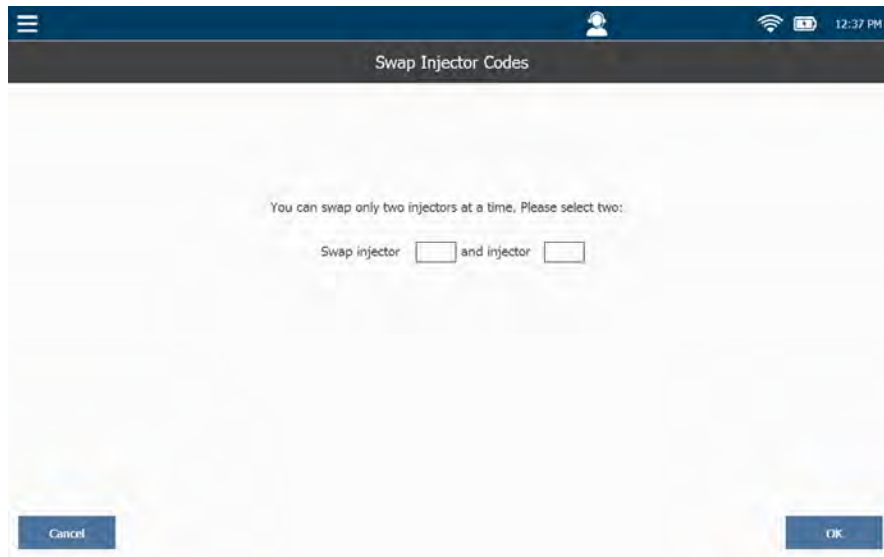 12:37 PM
Swap Injector Codes
You can swap only two injectors at a time, Please select two:
Swap injector and injector
Cancel OK